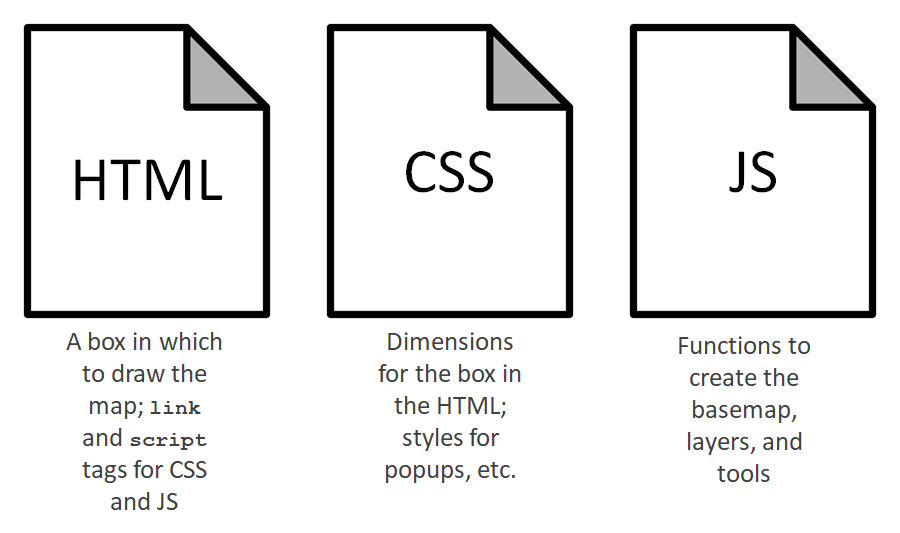 HTML
A box in which
to draw the
map; link
and script
tags for CSS
and JS
CSS
Dimensions
for the box in
the HTML;
styles for
popups, etc.
JS
Functions to
create the
basemap,
layers, and
tools